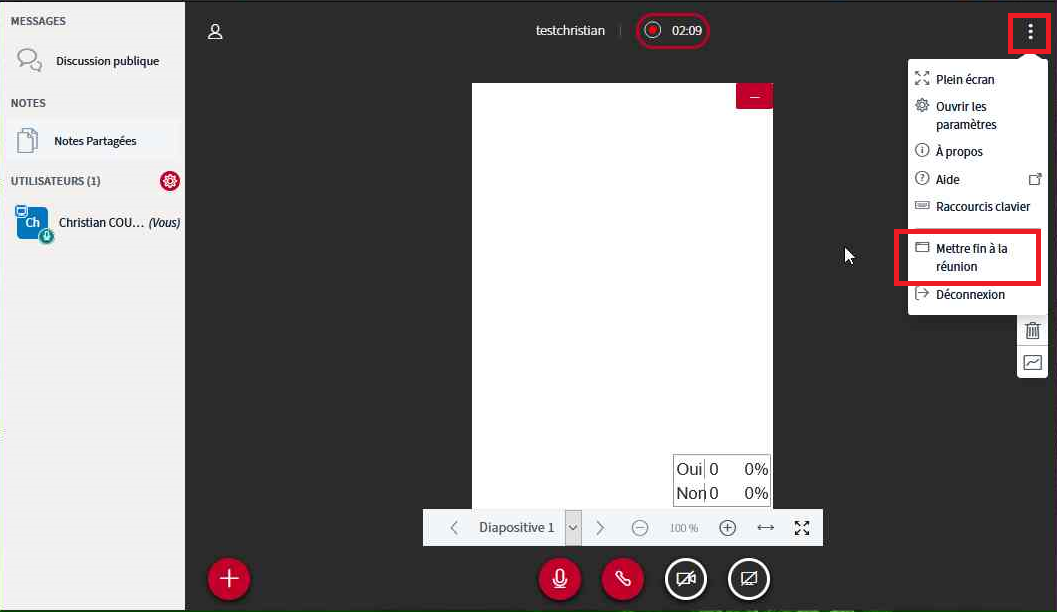 MESSAGES
Discussion publique
NOTES
Notes Partagées
UTILISATEURS (1)
Ch
Christian COU... (Vous)
testchristian
02:09
Plein écran
Ouvrir les
paramètres
À propos
Aide
Raccourcis clavier
Mettre fin à la
réunion
Déconnexion
Oui 0 0%
Non 0 0%
Diapositive 1
100 %